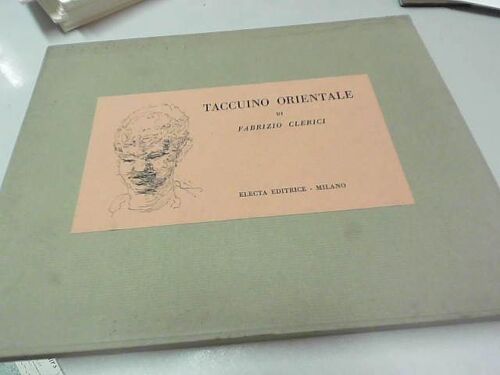 TACCUINO ORIENTALE
DI
FABRIZIO CLERICI
ELECTA EDITRICE - MILANO